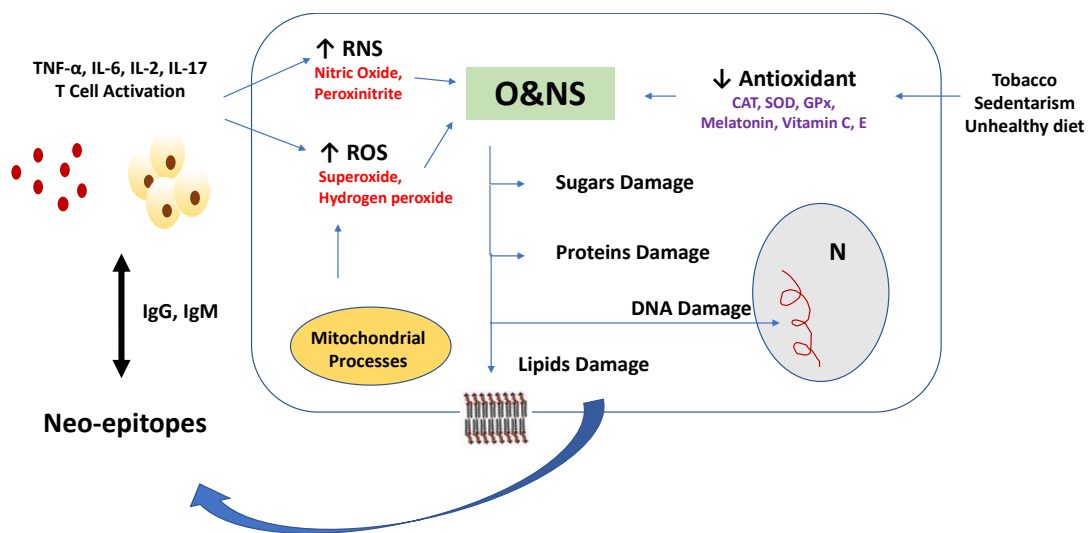 TNF-α, IL-6, IL-2, IL-17
T Cell Activation
↑ RNS
Nitric Oxide,
Peroxinitrite
↑ ROS
Superoxide,
Hydrogen peroxide
O&NS
↓ Antioxidant
CAT, SOD, GPx,
Melatonin, Vitamin C, E
Tobacco
Sedentarism
Unhealthy diet
Sugars Damage
Proteins Damage
DNA Damage
N
Lipids Damage
Mitochondrial
Processes
IgG, IgM
Neo-epitopes